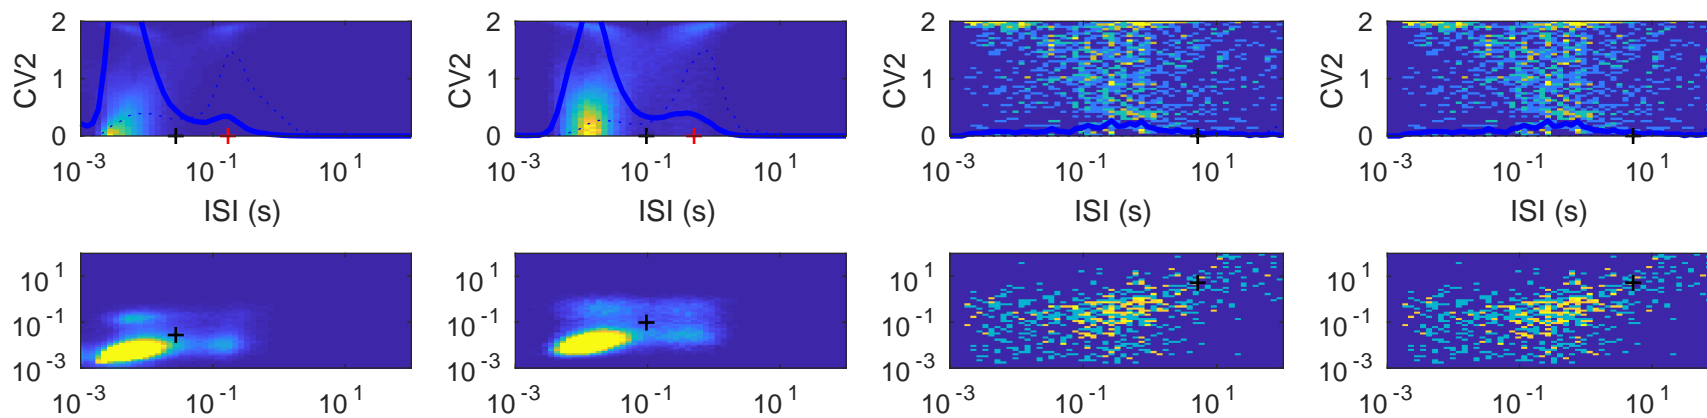 2 2 2 2
CV2 CV2 CV2 CV2
1 1 1 1
0 0 0 0
10^-3 10^-1 10^1 10^-3 10^-1 10^1 10^-3 10^-1 10^1 10^-3 10^-1 10^1
ISI (s) ISI (s) ISI (s) ISI (s)
10^1 10^1 10^1 10^1
10^-1 10^-1 10^-1 10^-1
10^-3 10^-3 10^-3 10^-3
10^-3 10^-1 10^1 10^-3 10^-1 10^1 10^-3 10^-1 10^1 10^-3 10^-1 10^1